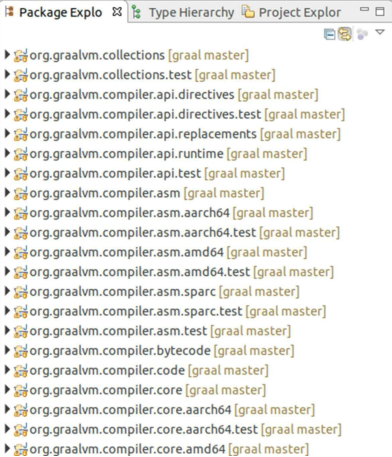 Package Explo Type Hierarchy Project Explor
org.graalvm.collections [graal master]
org.graalvm.collections.test [graal master]
org.graalvm.compiler.api.directives [graal master]
org.graalvm.compiler.api.directives.test [graal master]
org.graalvm.compiler.api.replacements [graal master]
org.graalvm.compiler.api.runtime [graal master]
org.graalvm.compiler.api.test [graal master]
org.graalvm.compiler.asm [graal master]
org.graalvm.compiler.asm.aarch64 [graal master]
org.graalvm.compiler.asm.aarch64.test [graal master]
org.graalvm.compiler.asm.amd64 [graal master]
org.graalvm.compiler.asm.amd64.test [graal master]
org.graalvm.compiler.asm.sparc [graal master]
org.graalvm.compiler.asm.sparc.test [graal master]
org.graalvm.compiler.asm.test [graal master]
org.graalvm.compiler.bytecode [graal master]
org.graalvm.compiler.code [graal master]
org.graalvm.compiler.core [graal master]
org.graalvm.compiler.core.aarch64 [graal master]
org.graalvm.compiler.core.aarch64.test [graal master]
org.graalvm.compiler.core.amd64 [graal master]